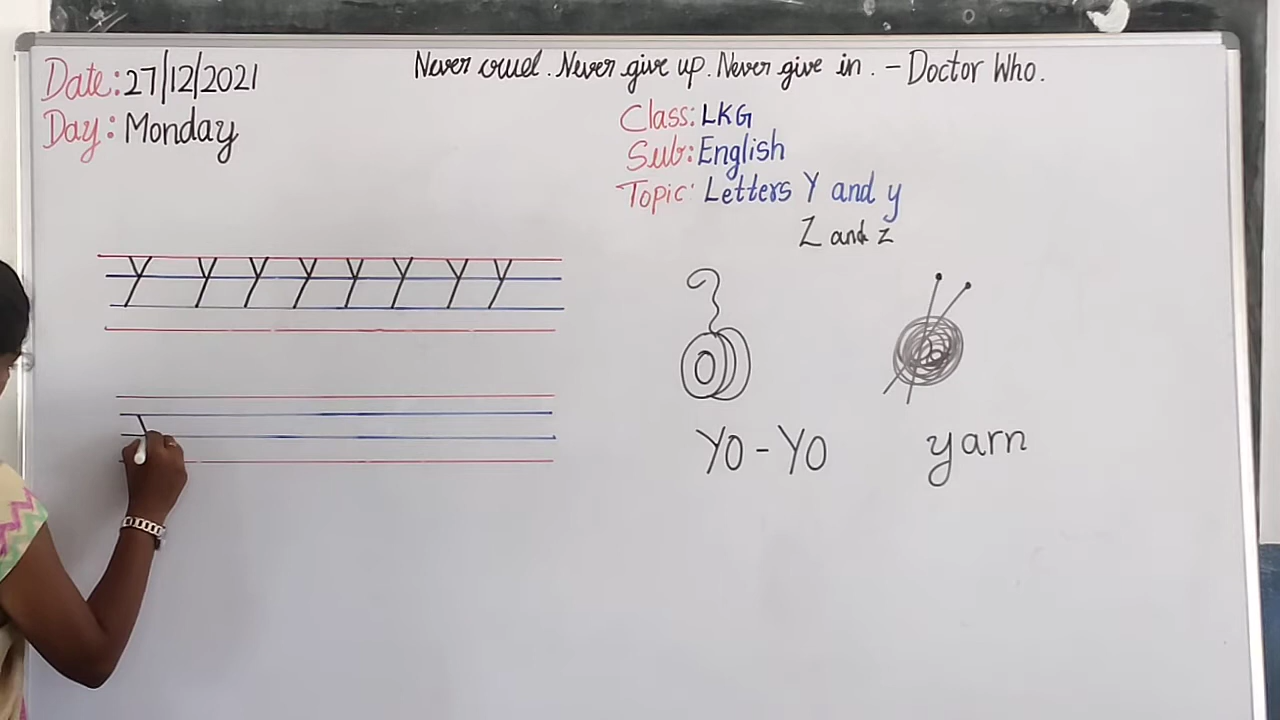 Never cruel. Never give up. Never give in. - Doctor Who.
Date: 27/12/2021
Day: Monday
Class: LKG
Sub: English
Topic: Letters Y and y
Z and z
Y Y Y Y Y Y Y Y
Yo-Yo
yarn